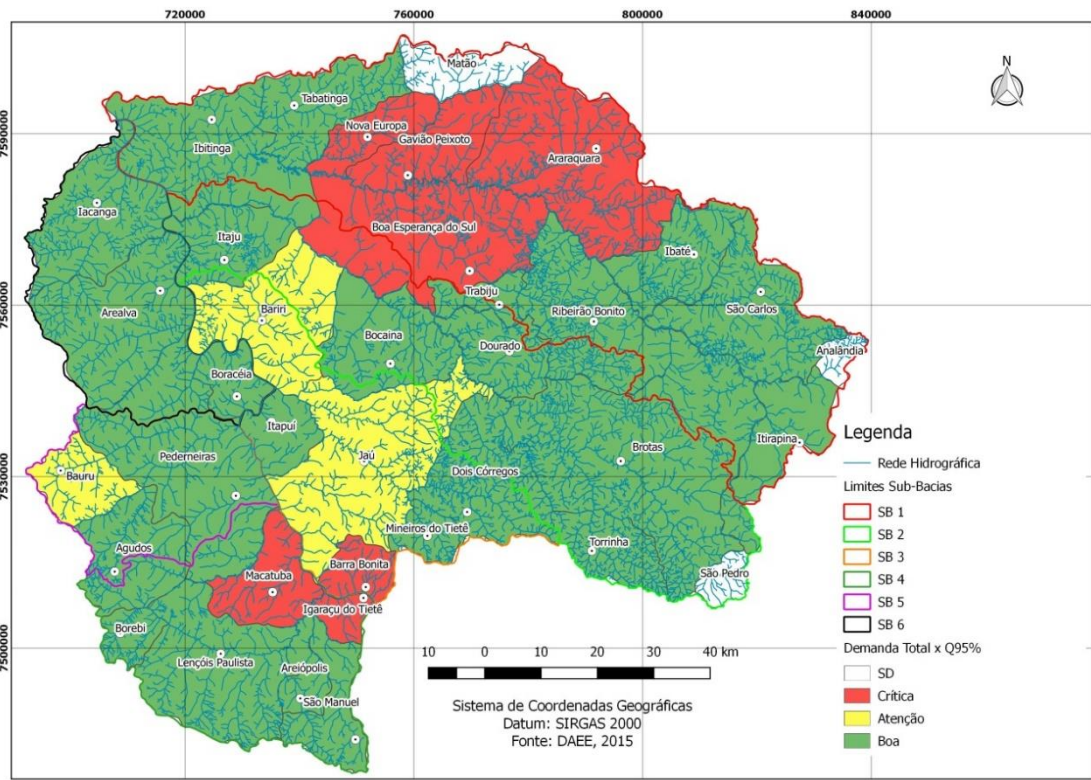 720000 760000 800000 840000
7590000
7560000
7530000
7500000
N
Matão
Tabatinga
Nova Europa
Ibitinga
Gavião Peixoto
Araraquara
Iacanga
Boa Esperança do Sul
Itaju
Ibaté
Trabiju
Arealva
Bariri
Ribeirão Bonito
São Carlos
Bocaina
Dourado
Analândia
Boracéia
Itapuí
Itirapina
Pederneiras
Jaú
Brotas
Dois Córregos
Bauru
Mineiros do Tietê
Agudos
Torrinha
Barra Bonita
Macatuba
São Pedro
Igaraçu do Tietê
Borebi
Lençóis Paulista
Areiópolis
São Manuel
Legenda
Rede Hidrográfica
Limites Sub-Bacias
SB 1
SB 2
SB 3
SB 4
SB 5
SB 6
Demanda Total x Q95%
SD
Crítica
Atenção
Boa
10 0 10 20 30 40 km
Sistema de Coordenadas Geográficas
Datum: SIRGAS 2000
Fonte: DAEE, 2015